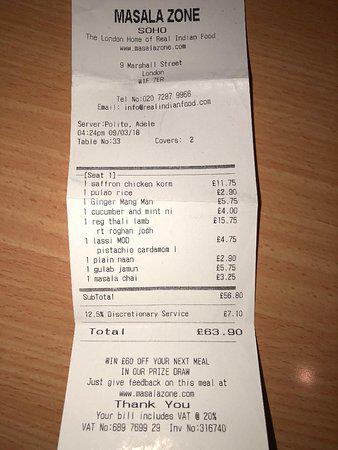 MASALA ZONE
SOHO
The London Home of Real Indian Food
www.masalazone.com
9 Marshall Street
London
W1F 7ER
Tel No:020 7287 9966
Email: info@realindianfood.com
Server:Polito, Adele
04:24pm 09/03/18
Table No:33 Covers: 2
[Seat 1]
1 saffron chicken korm £11.75
1 pulao rice £2.90
1 Ginger Mang Man £5.75
1 cucumber and mint ni £4.00
1 reg thali lamb £15.75
rt roghan josh
1 lassi MOD £4.75
pistachio cardamom l
1 plain naan £2.90
1 gulab jamun £5.75
1 masala chai £3.25
SubTotal £56.80
12.5% Discretionary Service £7.10
Total £63.90
WIN £60 OFF YOUR NEXT MEAL
IN OUR PRIZE DRAW
Just give feedback on this meal at
www.masalazone.com
Thank You
Your bill includes VAT @ 20%
VAT No:689 7699 29 Inv No:316740